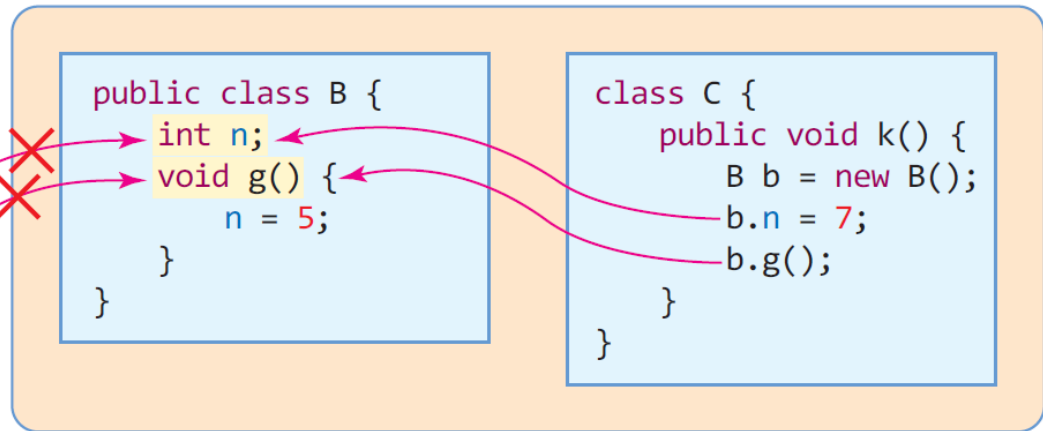 public class B {
int n;
void g() {
n = 5;
}
}
class C {
public void k() {
B b = new B();
b.n = 7;
b.g();
}
}